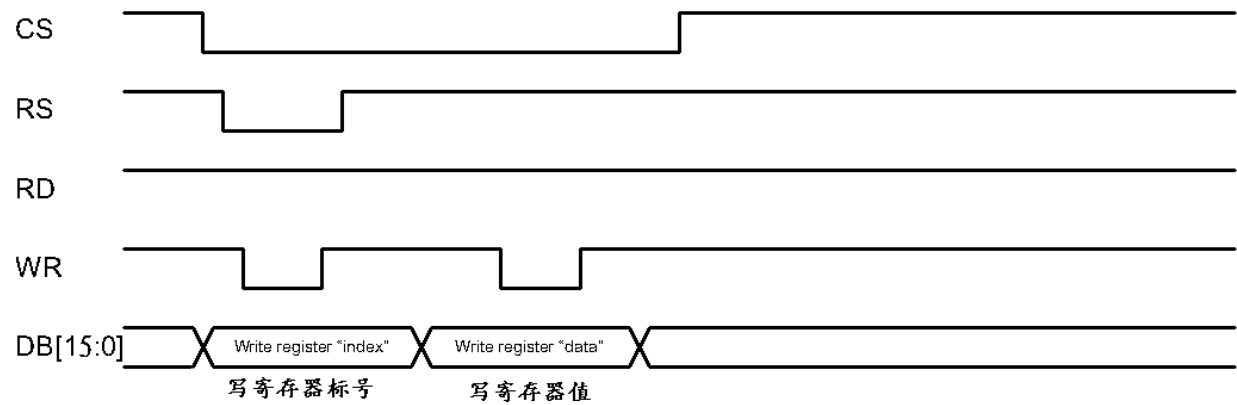 CS
RS
RD
WR
DB[15:0]
Write register “index”
Write register “data”
写寄存器标号
写寄存器值